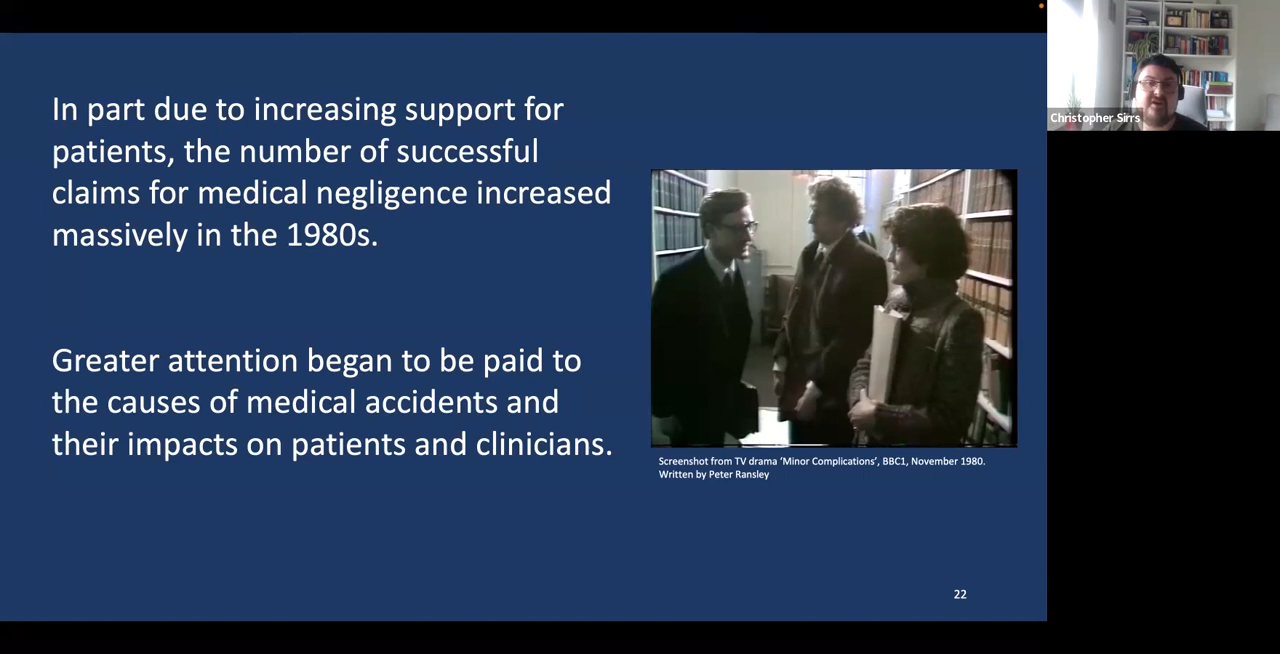 In part due to increasing support for
patients, the number of successful
claims for medical negligence increased
massively in the 1980s.
Greater attention began to be paid to
the causes of medical accidents and
their impacts on patients and clinicians.
Screenshot from TV drama ‘Minor Complications’, BBC1, November 1980.
Written by Peter Ransley
22
Christopher Sirrs